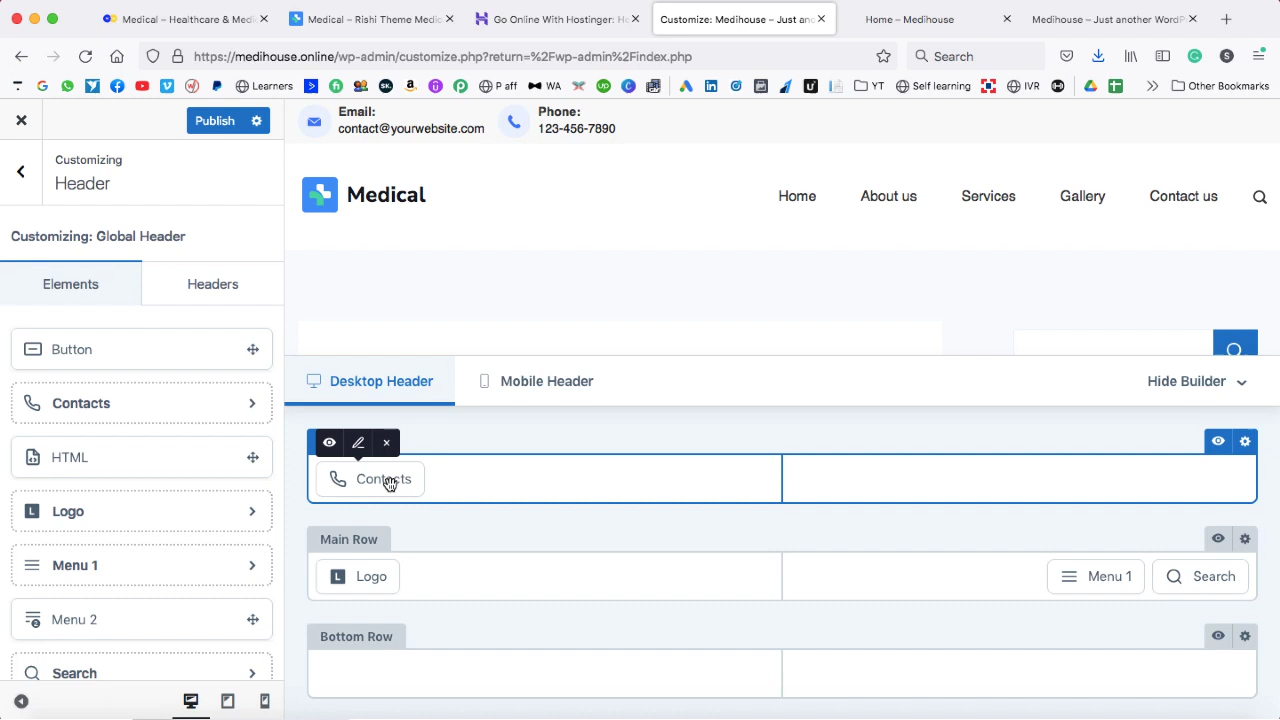 Medical – Healthcare & Medic
Medical – Rishi Theme Medic
Go Online With Hostinger: Ho
Customize: Medihouse – Just an
Home – Medihouse
Medihouse – Just another WordP
https://medihouse.online/wp-admin/customize.php?return=%2Fwp-admin%2Findex.php
Search
Learners
P aff
WA
YT
Self learning
IVR
Other Bookmarks
Publish
Email:
contact@yourwebsite.com
Phone:
123-456-7890
Customizing
Header
Medical
Home
About us
Services
Gallery
Contact us
Customizing: Global Header
Elements
Headers
Button
Contacts
HTML
Logo
Menu 1
Menu 2
Search
Desktop Header
Mobile Header
Hide Builder
Contacts
Main Row
Logo
Menu 1
Search
Bottom Row